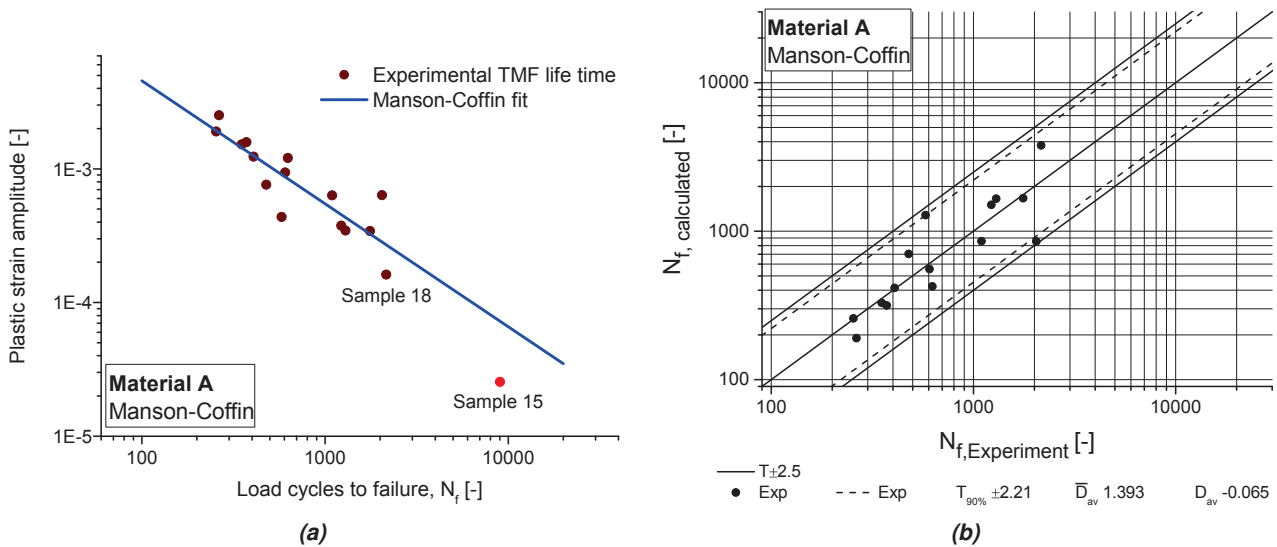 Experimental TMF life time
Manson-Coffin fit
1E-3
1E-4
1E-5
Plastic strain amplitude [-]
Sample 18
Sample 15
Material A
Manson-Coffin
100
1000
10000
Load cycles to failure, N_f [-]
(a)
Material A
Manson-Coffin
10000
1000
100
N_f, calculated [-]
100
1000
10000
N_f,Experiment [-]
T±2.5
Exp
Exp
T_90% ±2.21
D̅_av 1.393
D_av -0.065
(b)